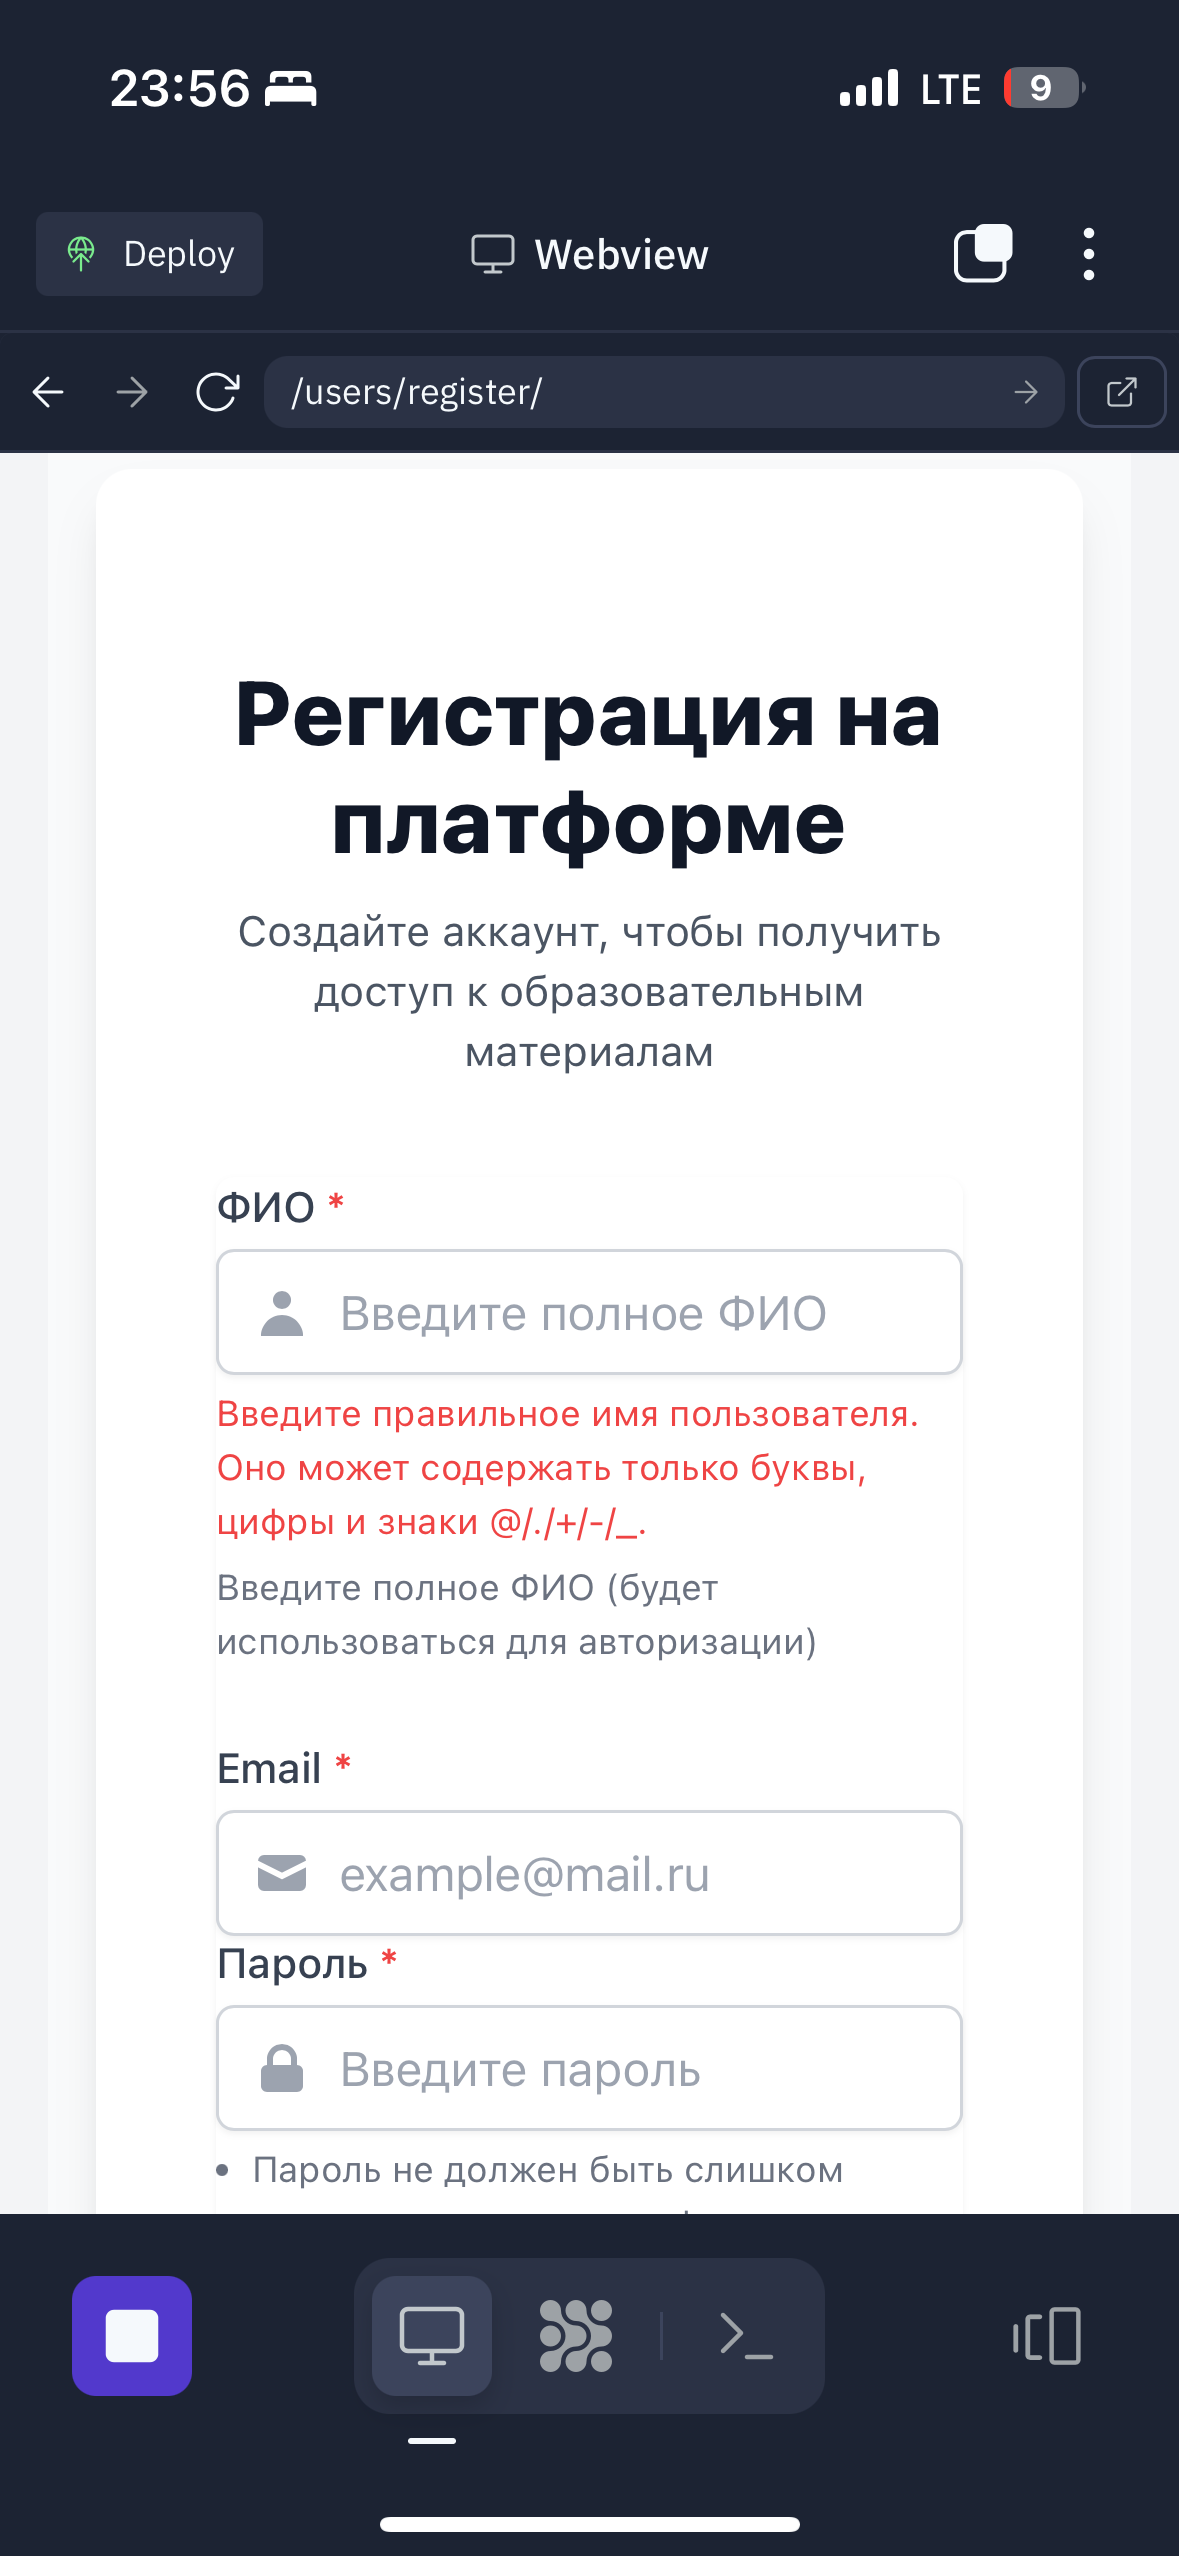 23:56
LTE
9
Deploy
Webview
/users/register/
Регистрация на
платформе
Создайте аккаунт, чтобы получить
доступ к образовательным
материалам
ФИО *
Введите полное ФИО
Введите правильное имя пользователя.
Оно может содержать только буквы,
цифры и знаки @/./+/-/_.
Введите полное ФИО (будет
использоваться для авторизации)
Email *
example@mail.ru
Пароль *
Введите пароль
• Пароль не должен быть слишком